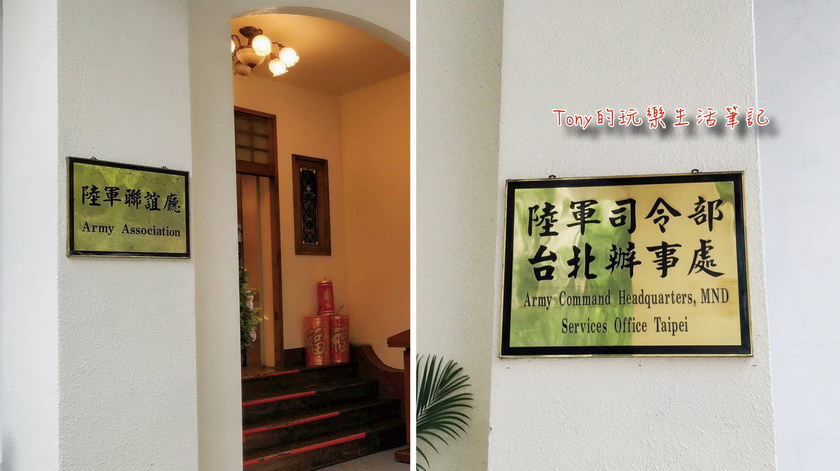 陸軍聯誼廳
Army Association
福
Tony的玩樂生活筆記
陸軍司令部
台北辦事處
Army Command Headquarters, MND
Services Office Taipei